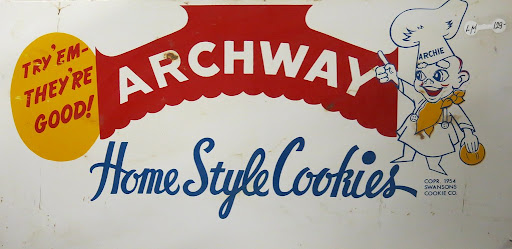 TRY 'EM-
THEY'RE
GOOD!
ARCHWAY
ARCHIE
Home Style Cookies
COPR. 1954
SWANSONS
COOKIE CO.